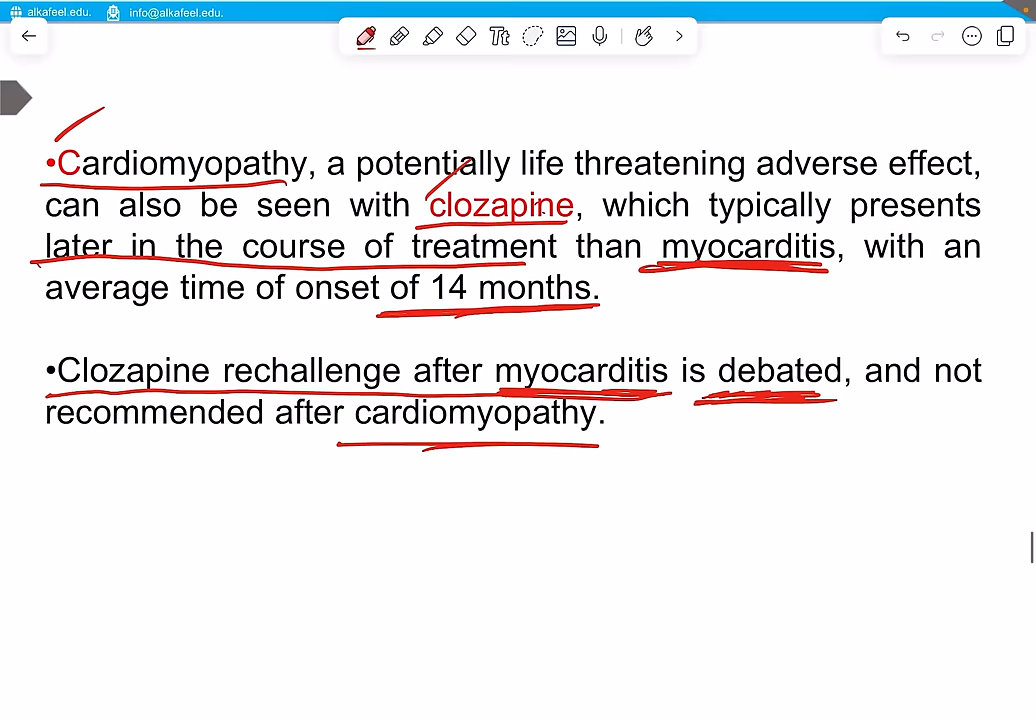 alkafeel.edu. info@alkafeel.edu.
Tt
•Cardiomyopathy, a potentially life threatening adverse effect,
can also be seen with clozapine, which typically presents
later in the course of treatment than myocarditis, with an
average time of onset of 14 months.
•Clozapine rechallenge after myocarditis is debated, and not
recommended after cardiomyopathy.